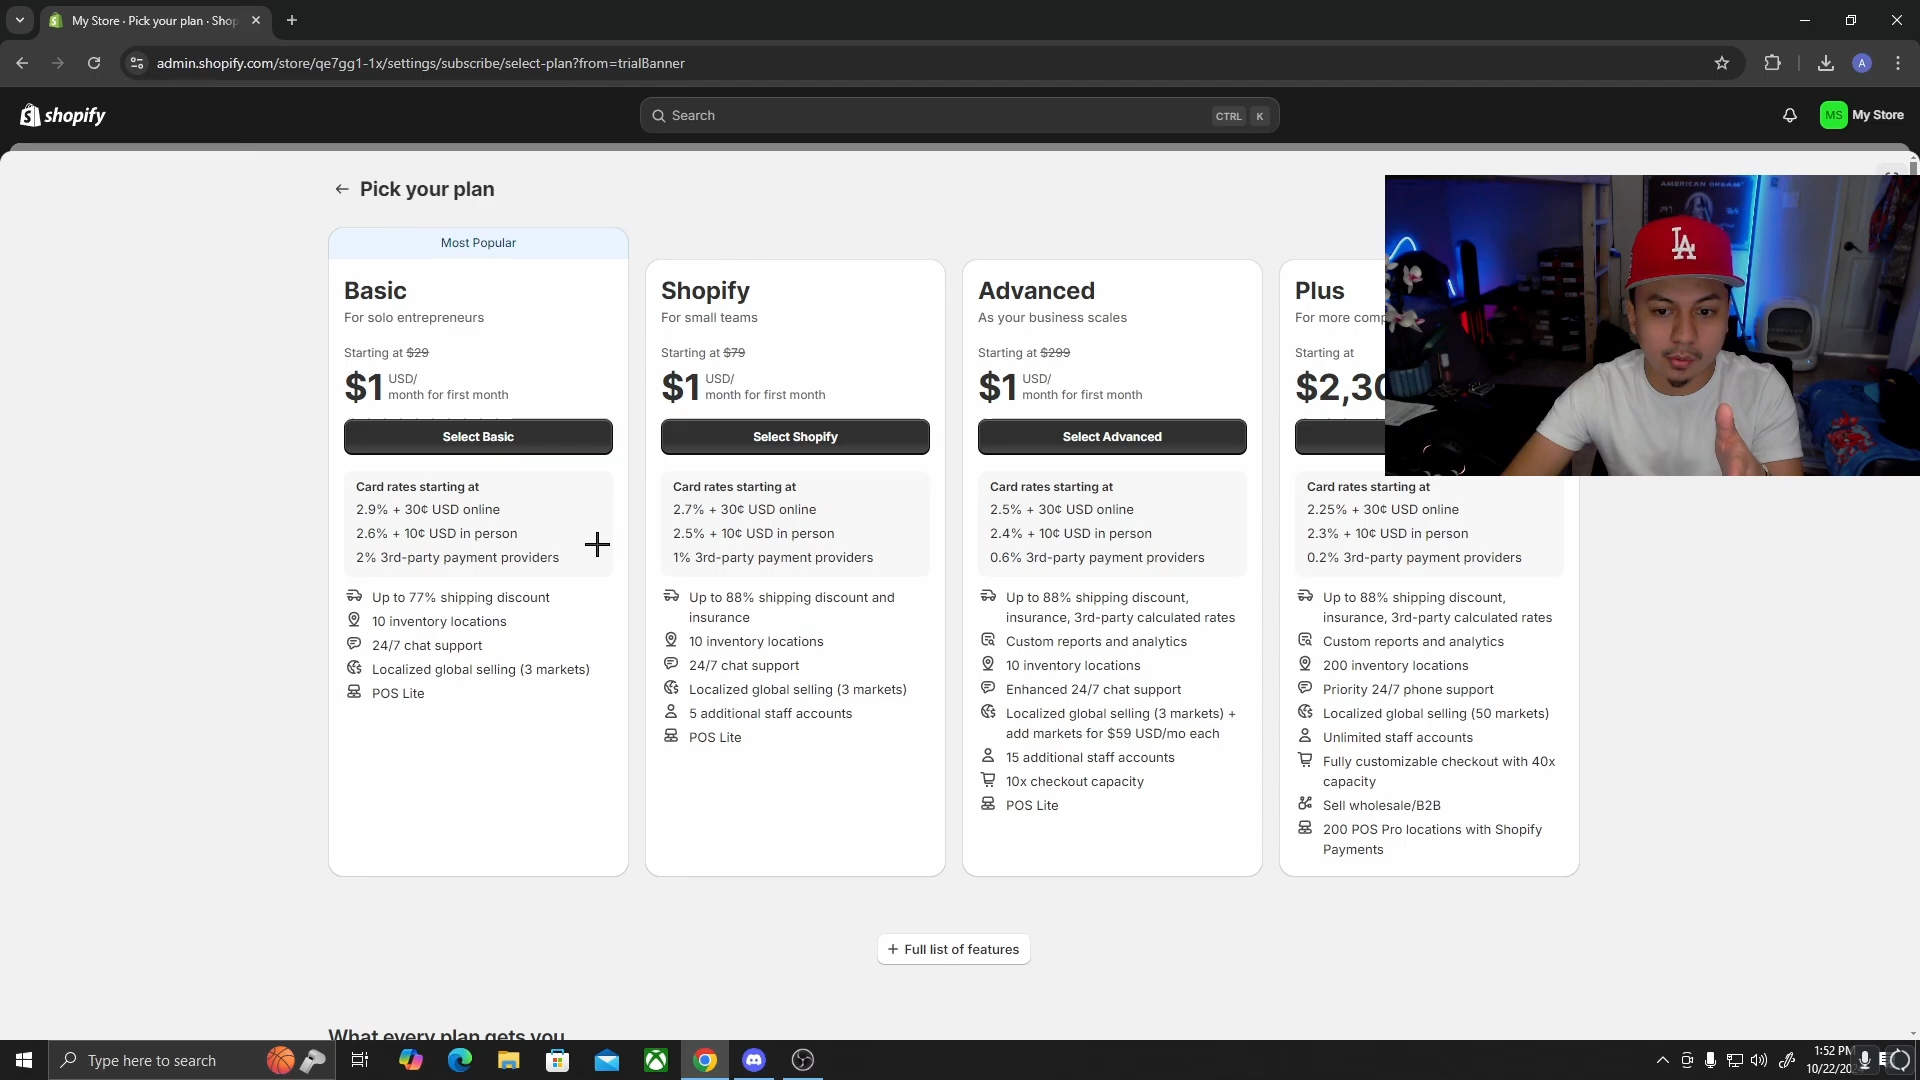 My Store · Pick your plan · Shop
admin.shopify.com/store/qe7gg1-1x/settings/subscribe/select-plan?from=trialBanner
shopify
Search
CTRL K
MS My Store
Pick your plan
Most Popular
Basic
For solo entrepreneurs
Starting at $29
$1 USD/
month for first month
Select Basic
Card rates starting at
2.9% + 30¢ USD online
2.6% + 10¢ USD in person
2% 3rd-party payment providers
Up to 77% shipping discount
10 inventory locations
24/7 chat support
Localized global selling (3 markets)
POS Lite
Shopify
For small teams
Starting at $79
$1 USD/
month for first month
Select Shopify
Card rates starting at
2.7% + 30¢ USD online
2.5% + 10¢ USD in person
1% 3rd-party payment providers
Up to 88% shipping discount and
insurance
10 inventory locations
24/7 chat support
Localized global selling (3 markets)
5 additional staff accounts
POS Lite
Advanced
As your business scales
Starting at $299
$1 USD/
month for first month
Select Advanced
Card rates starting at
2.5% + 30¢ USD online
2.4% + 10¢ USD in person
0.6% 3rd-party payment providers
Up to 88% shipping discount,
insurance, 3rd-party calculated rates
Custom reports and analytics
10 inventory locations
Enhanced 24/7 chat support
Localized global selling (3 markets) +
add markets for $59 USD/mo each
15 additional staff accounts
10x checkout capacity
POS Lite
Plus
For more comp
Starting at
$2,30
Card rates starting at
2.25% + 30¢ USD online
2.3% + 10¢ USD in person
0.2% 3rd-party payment providers
Up to 88% shipping discount,
insurance, 3rd-party calculated rates
Custom reports and analytics
200 inventory locations
Priority 24/7 phone support
Localized global selling (50 markets)
Unlimited staff accounts
Fully customizable checkout with 40x
capacity
Sell wholesale/B2B
200 POS Pro locations with Shopify
Payments
AMERICAN DREAM
LA
+ Full list of features
What every plan gets you
Type here to search
1:52 PM
10/22/20